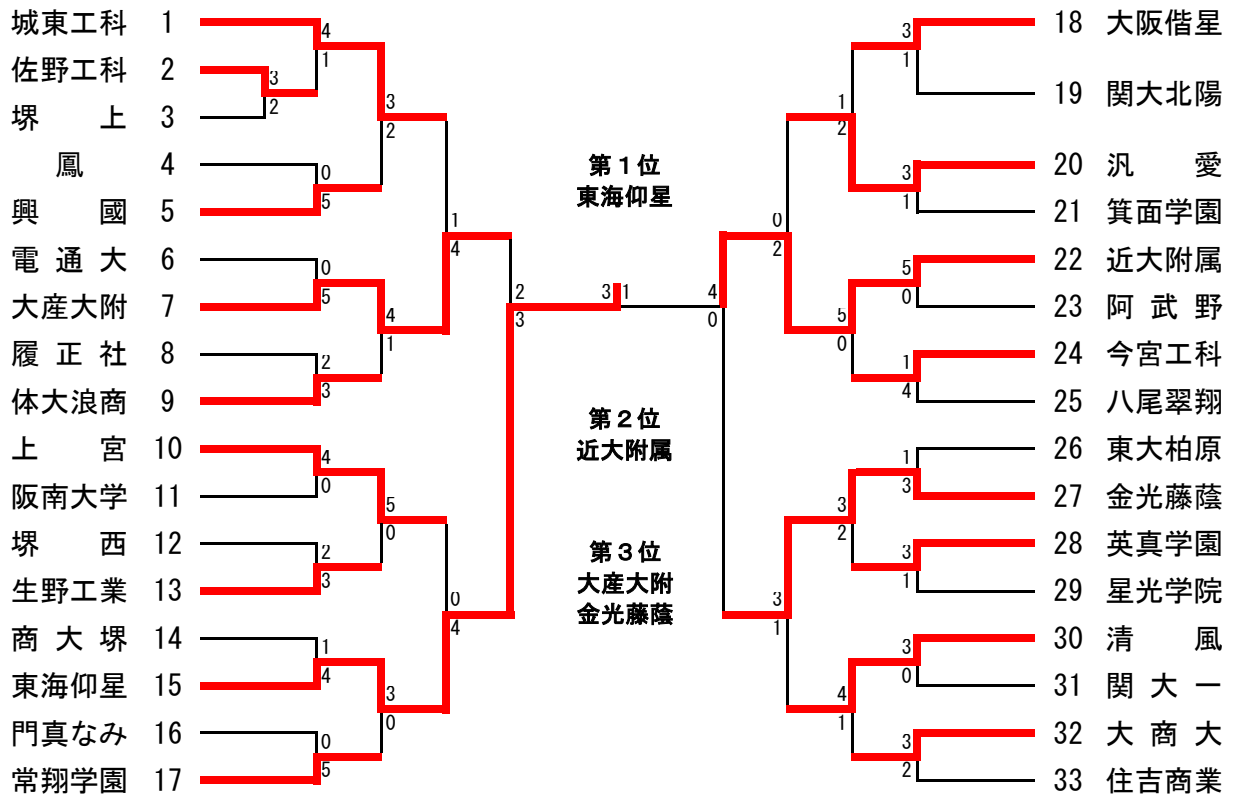 城東工科 1
佐野工科 2
堺 上 3
鳳 4
興 國 5
電 通 大 6
大産大附 7
履 正 社 8
体大浪商 9
上 宮 10
阪南大学 11
堺 西 12
生野工業 13
商 大 堺 14
東海仰星 15
門真なみ 16
常翔学園 17
4
1
3
2
0
5
0
5
2
3
4
0
2
3
1
4
0
5
3
2
4
1
5
0
3
0
1
4
0
4
2
3
3 1
第１位
東海仰星
第２位
近大附属
第３位
大産大附
金光藤蔭
4
0
0
2
3
1
1
2
5
0
3
2
4
1
3
1
3
1
5
0
1
4
1
3
3
1
3
0
3
2
18 大阪偕星
19 関大北陽
20 汎 愛
21 箕面学園
22 近大附属
23 阿 武 野
24 今宮工科
25 八尾翠翔
26 東大柏原
27 金光藤蔭
28 英真学園
29 星光学院
30 清 風
31 関 大 一
32 大 商 大
33 住吉商業